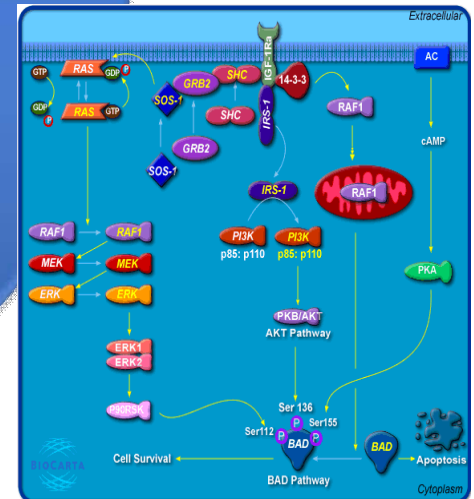 Extracellular
IGF-1Ra
AC
GTP
RAS
GDP
P
SOS-1
GRB2
SHC
14-3-3
RAF1
GDP
P
RAS
GTP
SHC
IRS-1
GRB2
SOS-1
cAMP
IRS-1
RAF1
RAF1
RAF1
PI3K
PI3K
p85: p110
p85: p110
MEK
MEK
PKA
ERK
ERK
PKB/AKT
AKT Pathway
ERK1
ERK2
P90RSK
Ser 136
Ser112
Ser155
P
P
P
BAD
BAD
Cell Survival
BAD Pathway
Apoptosis
BIOCARTA
Cytoplasm